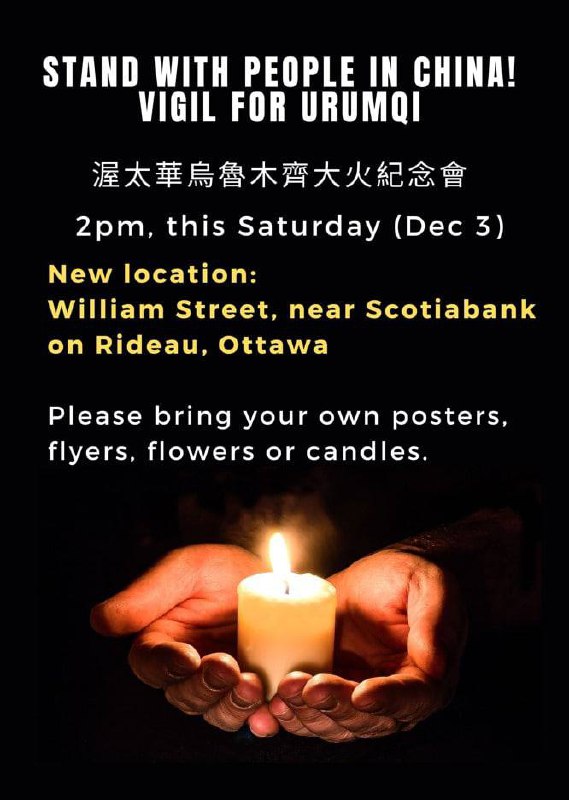 STAND WITH PEOPLE IN CHINA!
VIGIL FOR URUMQI
渥太華烏魯木齊大火紀念會
2pm, this Saturday (Dec 3)
New location:
William Street, near Scotiabank
on Rideau, Ottawa
Please bring your own posters,
flyers, flowers or candles.